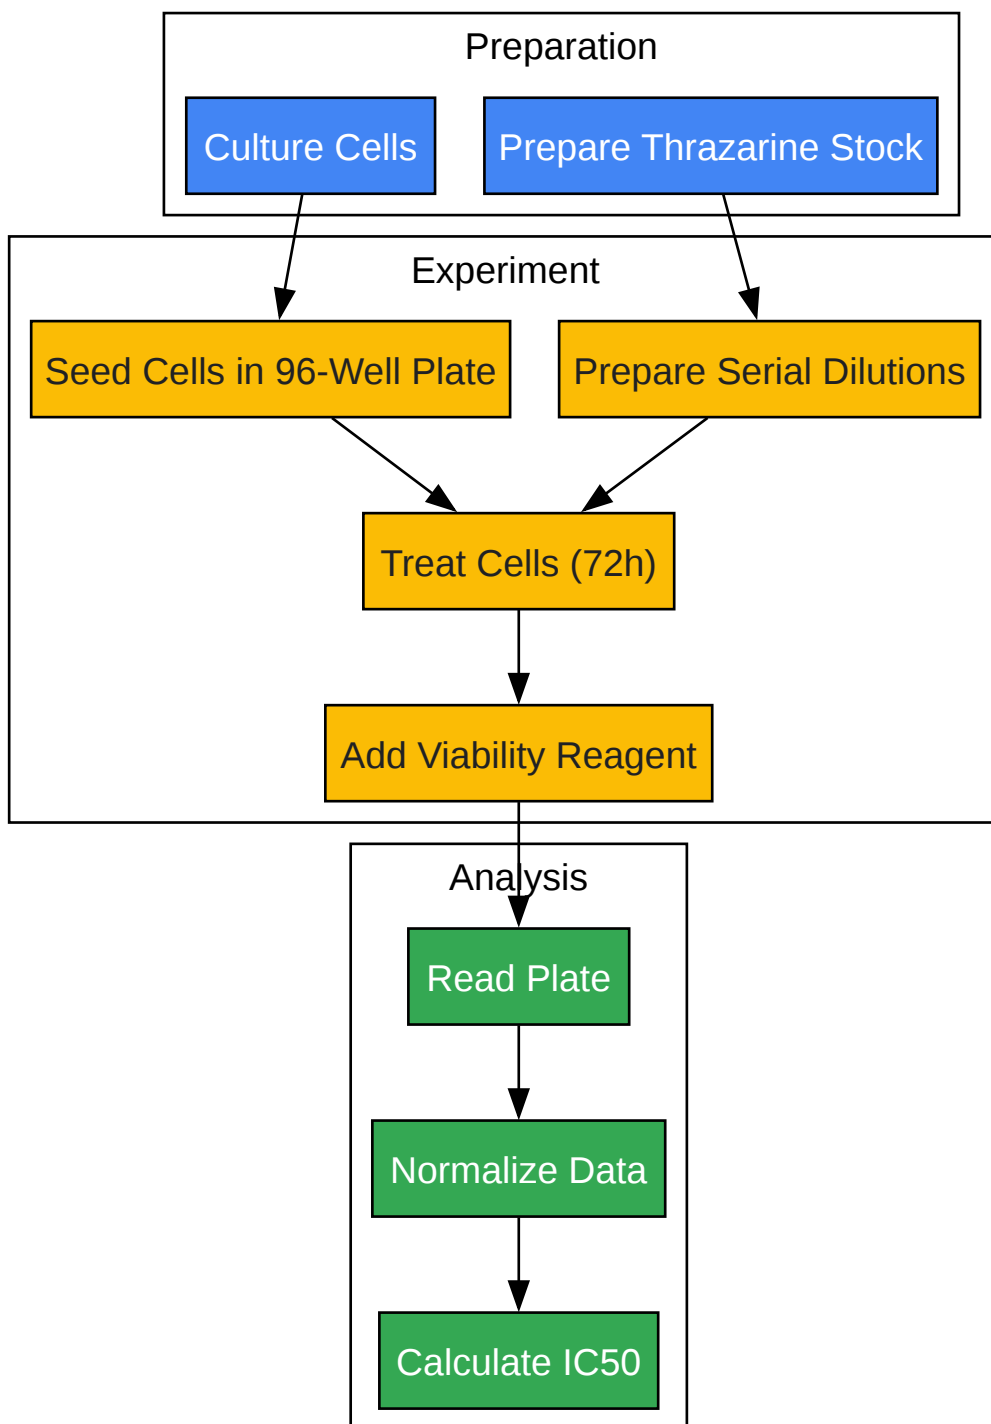 Preparation
Culture Cells
Prepare Thrazarine Stock
Experiment
Seed Cells in 96-Well Plate
Prepare Serial Dilutions
Treat Cells (72h)
Add Viability Reagent
Analysis
Read Plate
Normalize Data
Calculate IC50